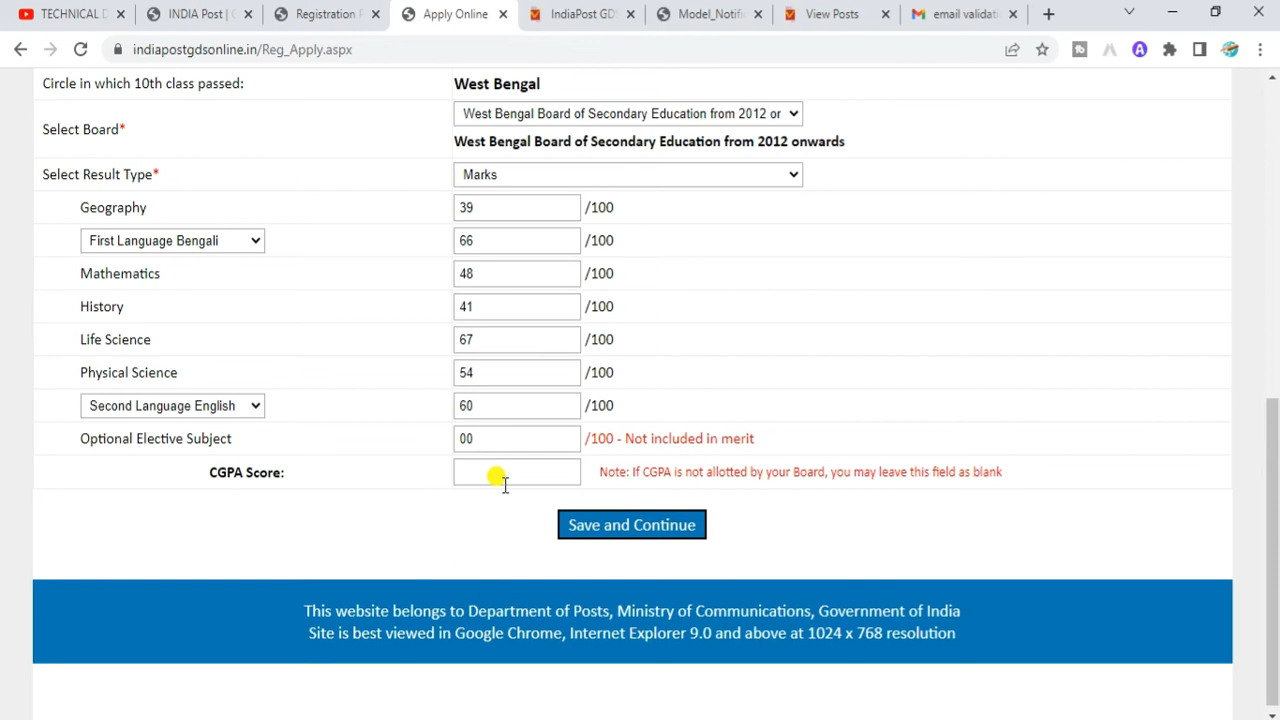 TECHNICAL D
INDIA Post | G
Registration F
Apply Online
IndiaPost GD
Model_Notifi
View Posts
email validati
indiapostgdsonline.in/Reg_Apply.aspx
Circle in which 10th class passed:
West Bengal
Select Board*
West Bengal Board of Secondary Education from 2012 or
West Bengal Board of Secondary Education from 2012 onwards
Select Result Type*
Marks
Geography
39 /100
First Language Bengali
66 /100
Mathematics
48 /100
History
41 /100
Life Science
67 /100
Physical Science
54 /100
Second Language English
60 /100
Optional Elective Subject
00 /100 - Not included in merit
CGPA Score:
Note: If CGPA is not allotted by your Board, you may leave this field as blank
Save and Continue
This website belongs to Department of Posts, Ministry of Communications, Government of India
Site is best viewed in Google Chrome, Internet Explorer 9.0 and above at 1024 x 768 resolution